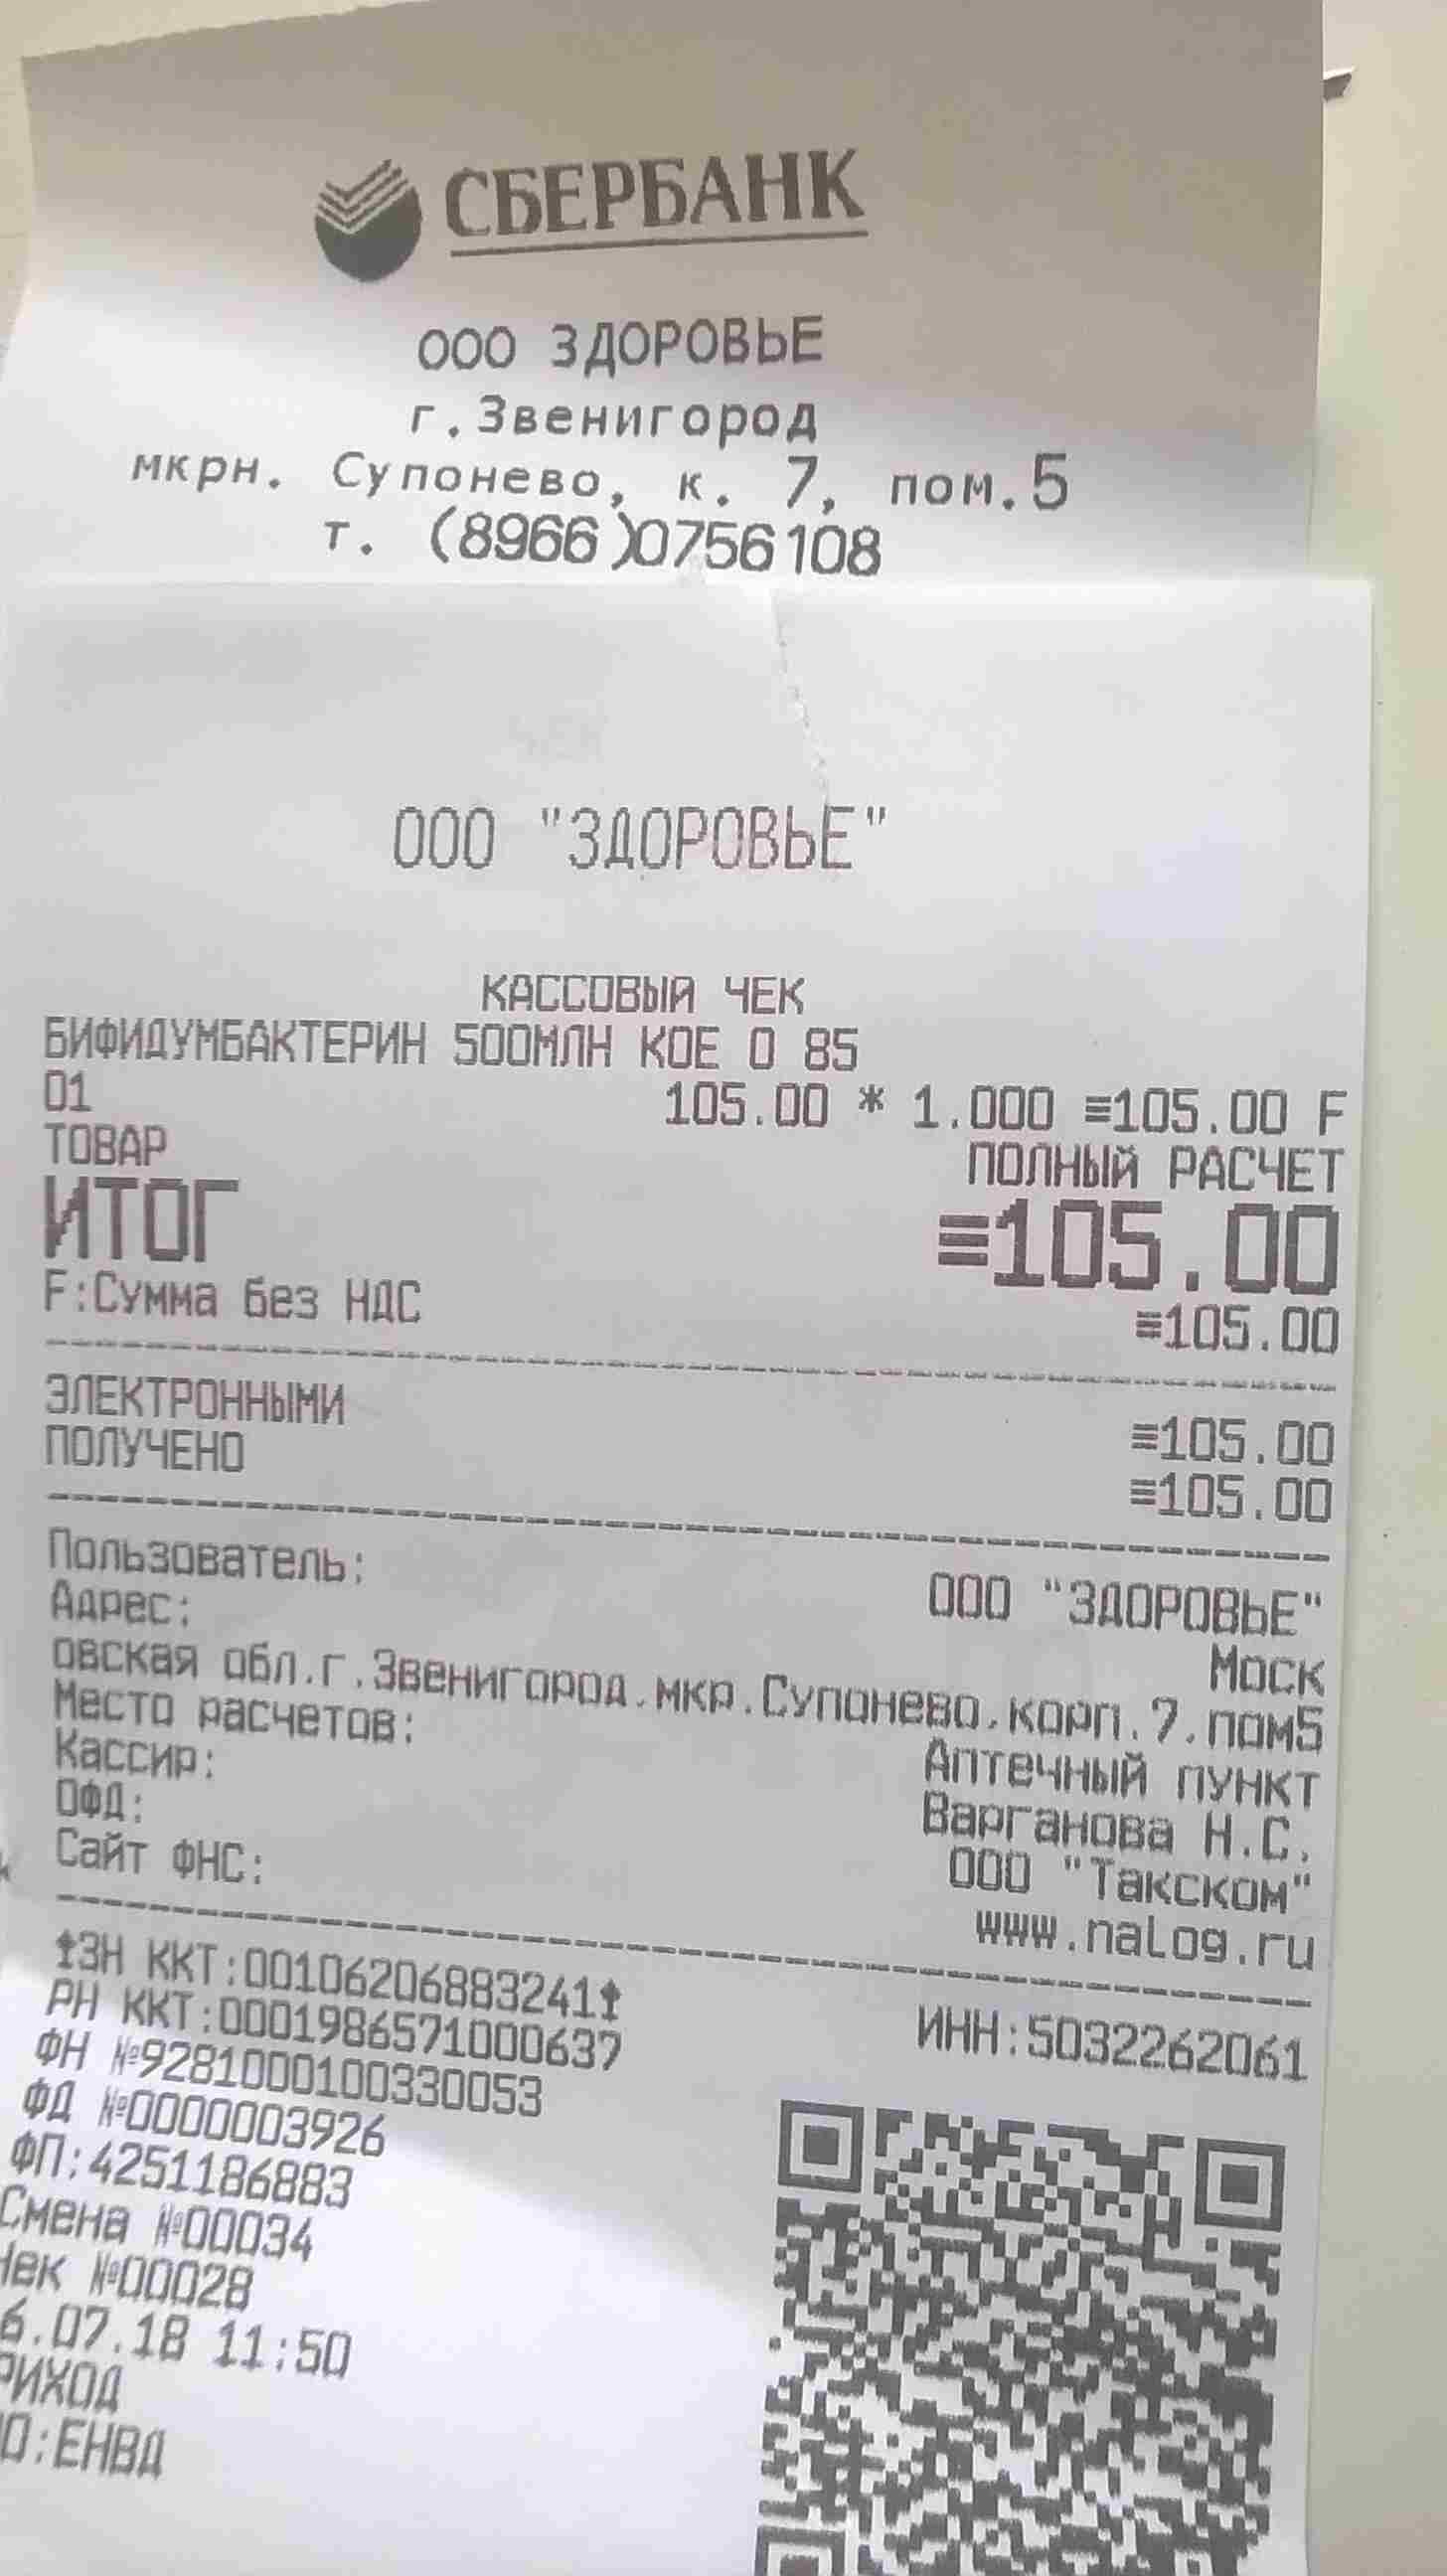 СБЕРБАНК
ООО ЗДОРОВЬЕ
г.Звенигород
мкрн. Супонево, к. 7, пом.5
т. (8966)0756108
ООО "ЗДОРОВЬЕ"
КАССОВЫЙ ЧЕК
БИФИДУМБАКТЕРИН 500МЛН КОЕ 0 85
01 105.00 * 1.000 ≡105.00 F
ТОВАР ПОЛНЫЙ РАСЧЕТ
ИТОГ ≡105.00
F:Сумма без НДС ≡105.00
ЭЛЕКТРОННЫМИ ≡105.00
ПОЛУЧЕНО ≡105.00
Пользователь: ООО "ЗДОРОВЬЕ"
Адрес: Моск
овская обл.г.Звенигород.мкр.Супонево.корп.7.пом5
Место расчетов: Аптечный пункт
Кассир: Варганова Н.С.
ОФД: ООО "Такском"
Сайт ФНС: www.nalog.ru
ЗН ККТ:00106206883241 ИНН:5032262061
РН ККТ:0001986571000637
ФН №9281000100330053
ФД №0000003926
ФП:4251186883
Смена №00034
Чек №00028
6.07.18 11:50
РИХОД
О:ЕНВД